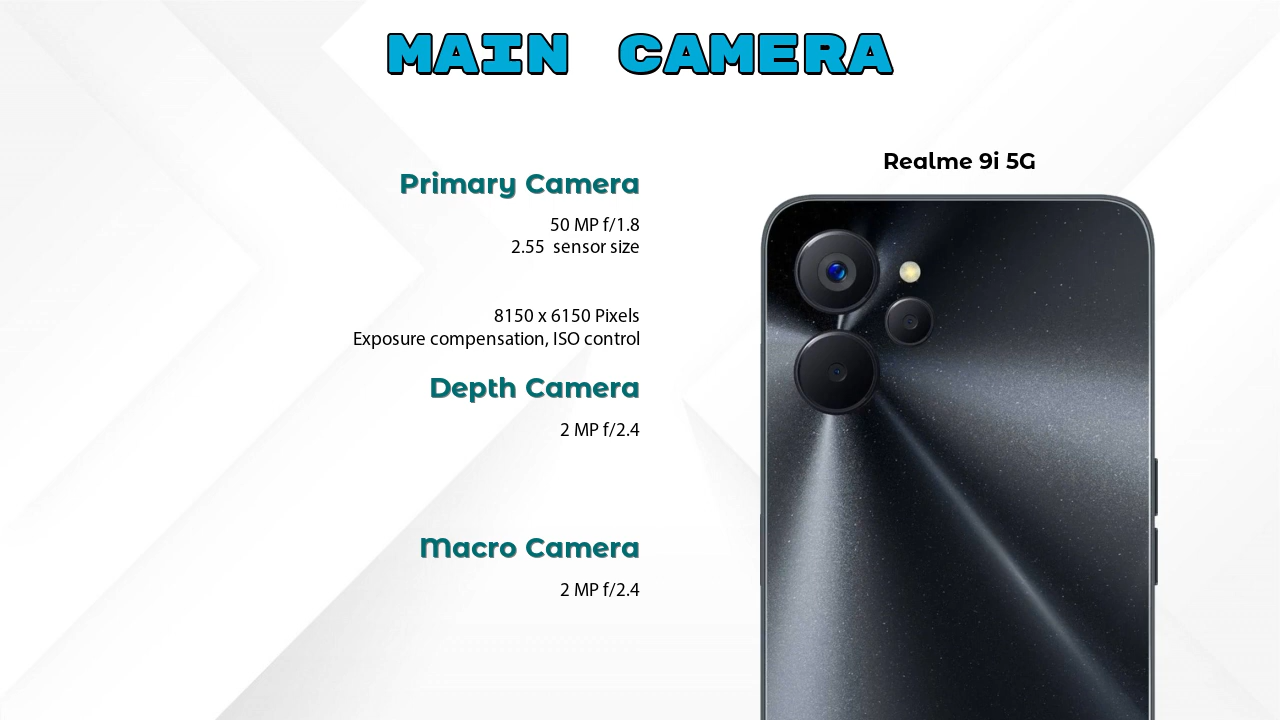 MAIN CAMERA
Realme 9i 5G
Primary Camera
50 MP f/1.8
2.55 sensor size
8150 x 6150 Pixels
Exposure compensation, ISO control
Depth Camera
2 MP f/2.4
Macro Camera
2 MP f/2.4